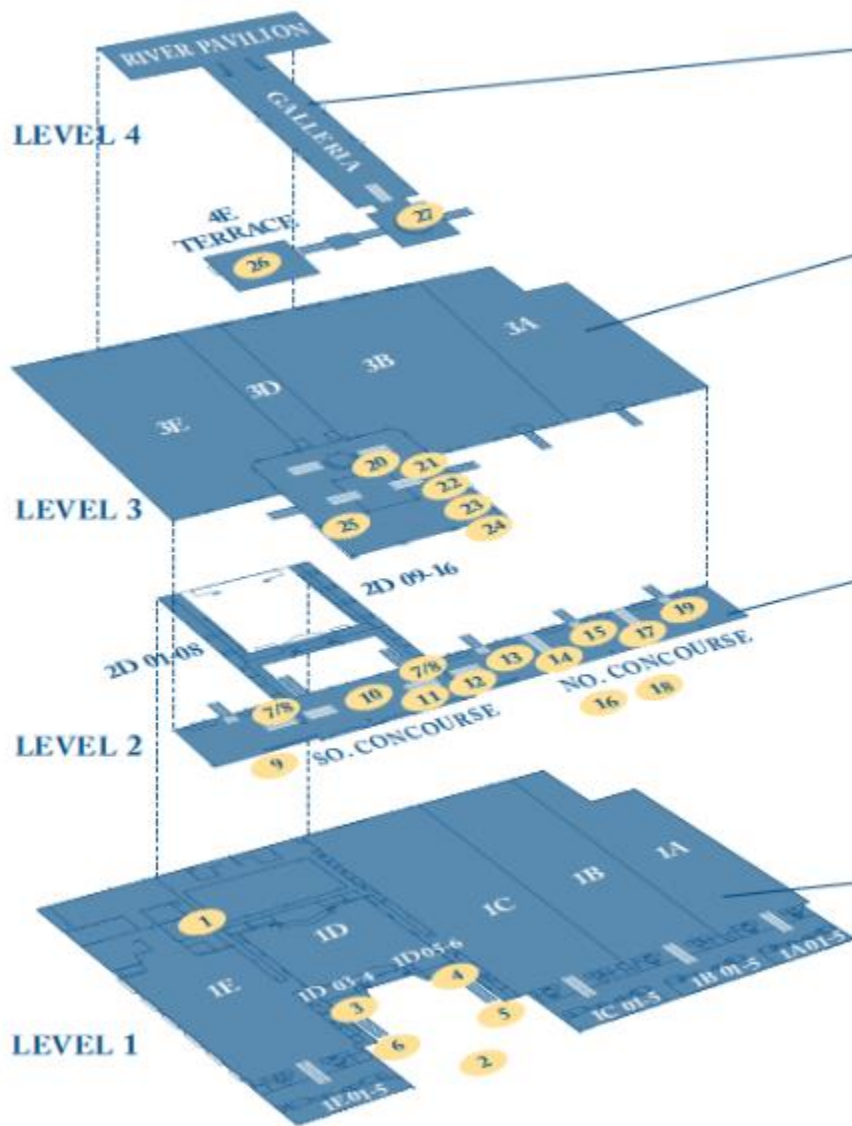 RIVER PAVILION
GALLERIA
LEVEL 4
4E
TERRACE
27
26
3A
3B
3D
3E
20
21
22
23
24
25
LEVEL 3
2D 09-16
2D 01-08
19
15
17
13
14
7/8
12
10
11
7/8
NO. CONCOURSE
16
18
SO. CONCOURSE
9
LEVEL 2
1A
1B
1C
1
1D
1D 05-6
1E
1D 03-4
4
3
5
6
2
1A 01-5
1B 01-5
1C 01-5
LEVEL 1
1E 01-5